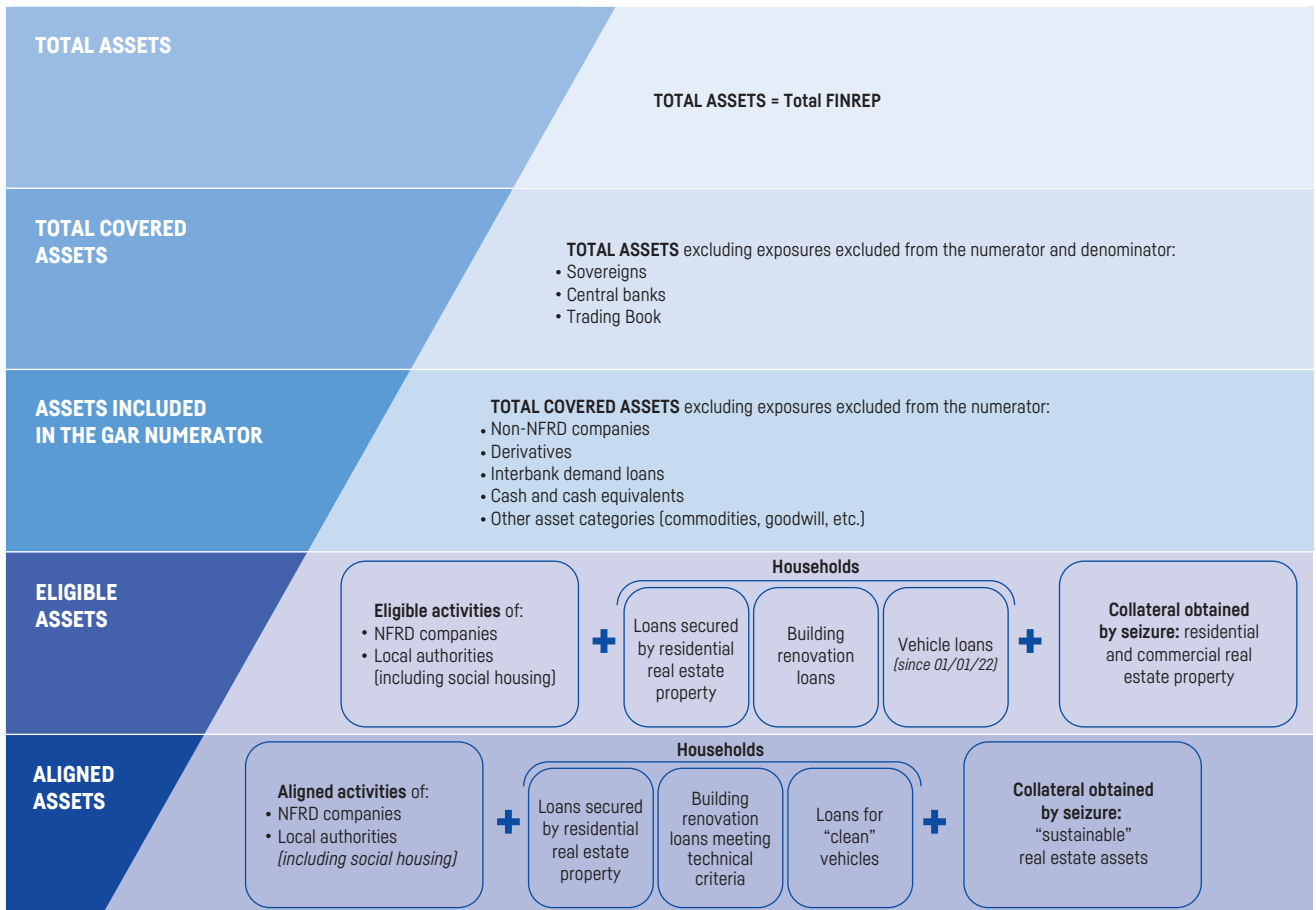 TOTAL ASSETS
TOTAL ASSETS = Total FINREP
TOTAL COVERED
ASSETS
TOTAL ASSETS excluding exposures excluded from the numerator and denominator:
• Sovereigns
• Central banks
• Trading Book
ASSETS INCLUDED
IN THE GAR NUMERATOR
TOTAL COVERED ASSETS excluding exposures excluded from the numerator:
• Non-NFRD companies
• Derivatives
• Interbank demand loans
• Cash and cash equivalents
• Other asset categories (commodities, goodwill, etc.)
ELIGIBLE
ASSETS
Eligible activities of:
• NFRD companies
• Local authorities
(including social housing)
+
Households
Loans secured
by residential
real estate
property
Building
renovation
loans
Vehicle loans
(since 01/01/22)
+
Collateral obtained
by seizure: residential
and commercial real
estate property
ALIGNED
ASSETS
Aligned activities of:
• NFRD companies
• Local authorities
(including social housing)
+
Households
Loans secured
by residential
real estate
property
Building
renovation
loans meeting
technical
criteria
Loans for
“clean”
vehicles
+
Collateral obtained
by seizure:
“sustainable”
real estate assets